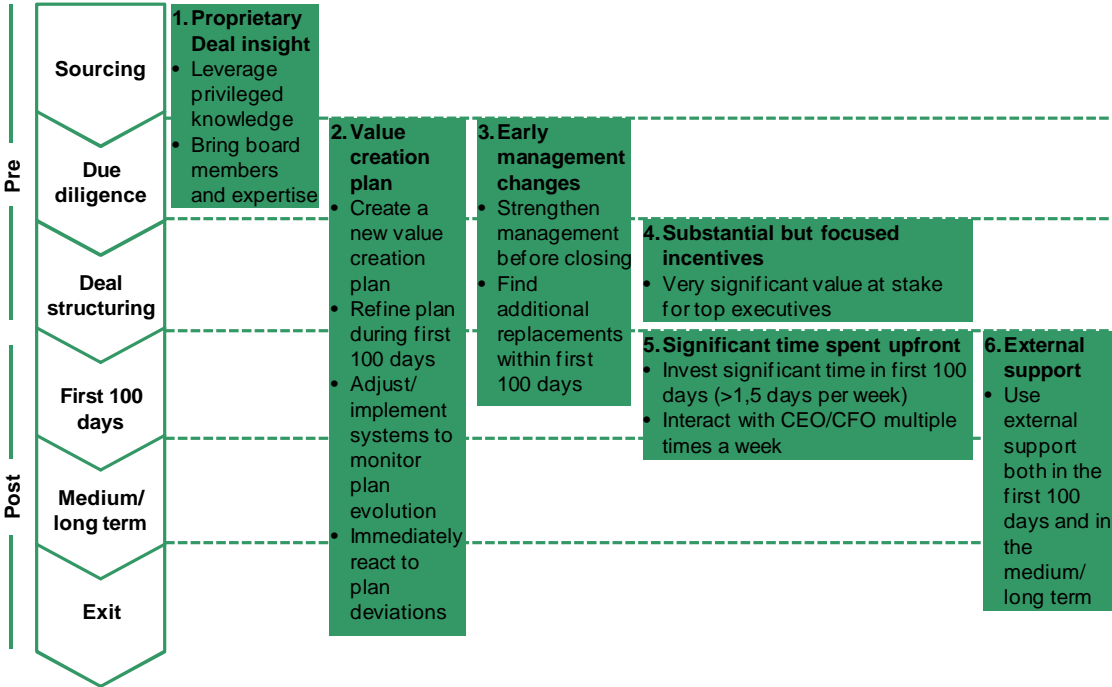 Pre
Post
Sourcing
Due
diligence
Deal
structuring
First 100
days
Medium/
long term
Exit
1. Proprietary
Deal insight
• Leverage
privileged
knowledge
• Bring board
members
and expertise
2. Value
creation
plan
• Create a
new value
creation
plan
• Refine plan
during first
100 days
• Adjust/
implement
systems to
monitor
plan
evolution
• Immediately
react to
plan
deviations
3. Early
management
changes
• Strengthen
management
before closing
• Find
additional
replacements
within first
100 days
4. Substantial but focused
incentives
• Very significant value at stake
for top executives
5. Significant time spent upfront
• Invest significant time in first 100
days (>1,5 days per week)
• Interact with CEO/CFO multiple
times a week
6. External
support
• Use
external
support
both in the
first 100
days and in
the
medium/
long term